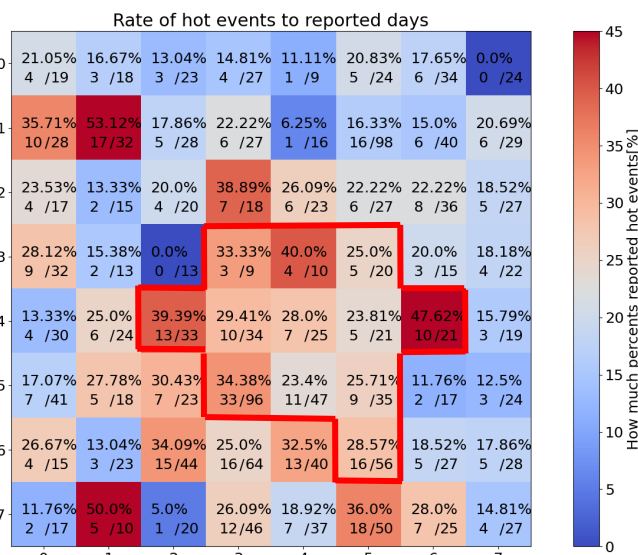 Rate of hot events to reported days
0 21.05% 16.67% 13.04% 14.81% 11.11% 20.83% 17.65% 0.0%
4 /19 3 /18 3 /23 4 /27 1 /9 5 /24 6 /34 0 /24
1 35.71% 53.12% 17.86% 22.22% 6.25% 16.33% 15.0% 20.69%
10/28 17/32 5 /28 6 /27 1 /16 16/98 6 /40 6 /29
2 23.53% 13.33% 20.0% 38.89% 26.09% 22.22% 22.22% 18.52%
4 /17 2 /15 4 /20 7 /18 6 /23 6 /27 8 /36 5 /27
3 28.12% 15.38% 0.0% 33.33% 40.0% 25.0% 20.0% 18.18%
9 /32 2 /13 0 /13 3 /9 4 /10 5 /20 3 /15 4 /22
4 13.33% 25.0% 39.39% 29.41% 28.0% 23.81% 47.62% 15.79%
4 /30 6 /24 13/33 10/34 7 /25 5 /21 10/21 3 /19
5 17.07% 27.78% 30.43% 34.38% 23.4% 25.71% 11.76% 12.5%
7 /41 5 /18 7 /23 33/96 11/47 9 /35 2 /17 3 /24
6 26.67% 13.04% 34.09% 25.0% 32.5% 28.57% 18.52% 17.86%
4 /15 3 /23 15/44 16/64 13/40 16/56 5 /27 5 /28
7 11.76% 50.0% 5.0% 26.09% 18.92% 36.0% 28.0% 14.81%
2 /17 5 /10 1 /20 12/46 7 /37 18/50 7 /25 4 /27
0 1 2 3 4 5 6 7
45
40
35
30
25
20
15
10
5
0
How much percents reported hot events[%]